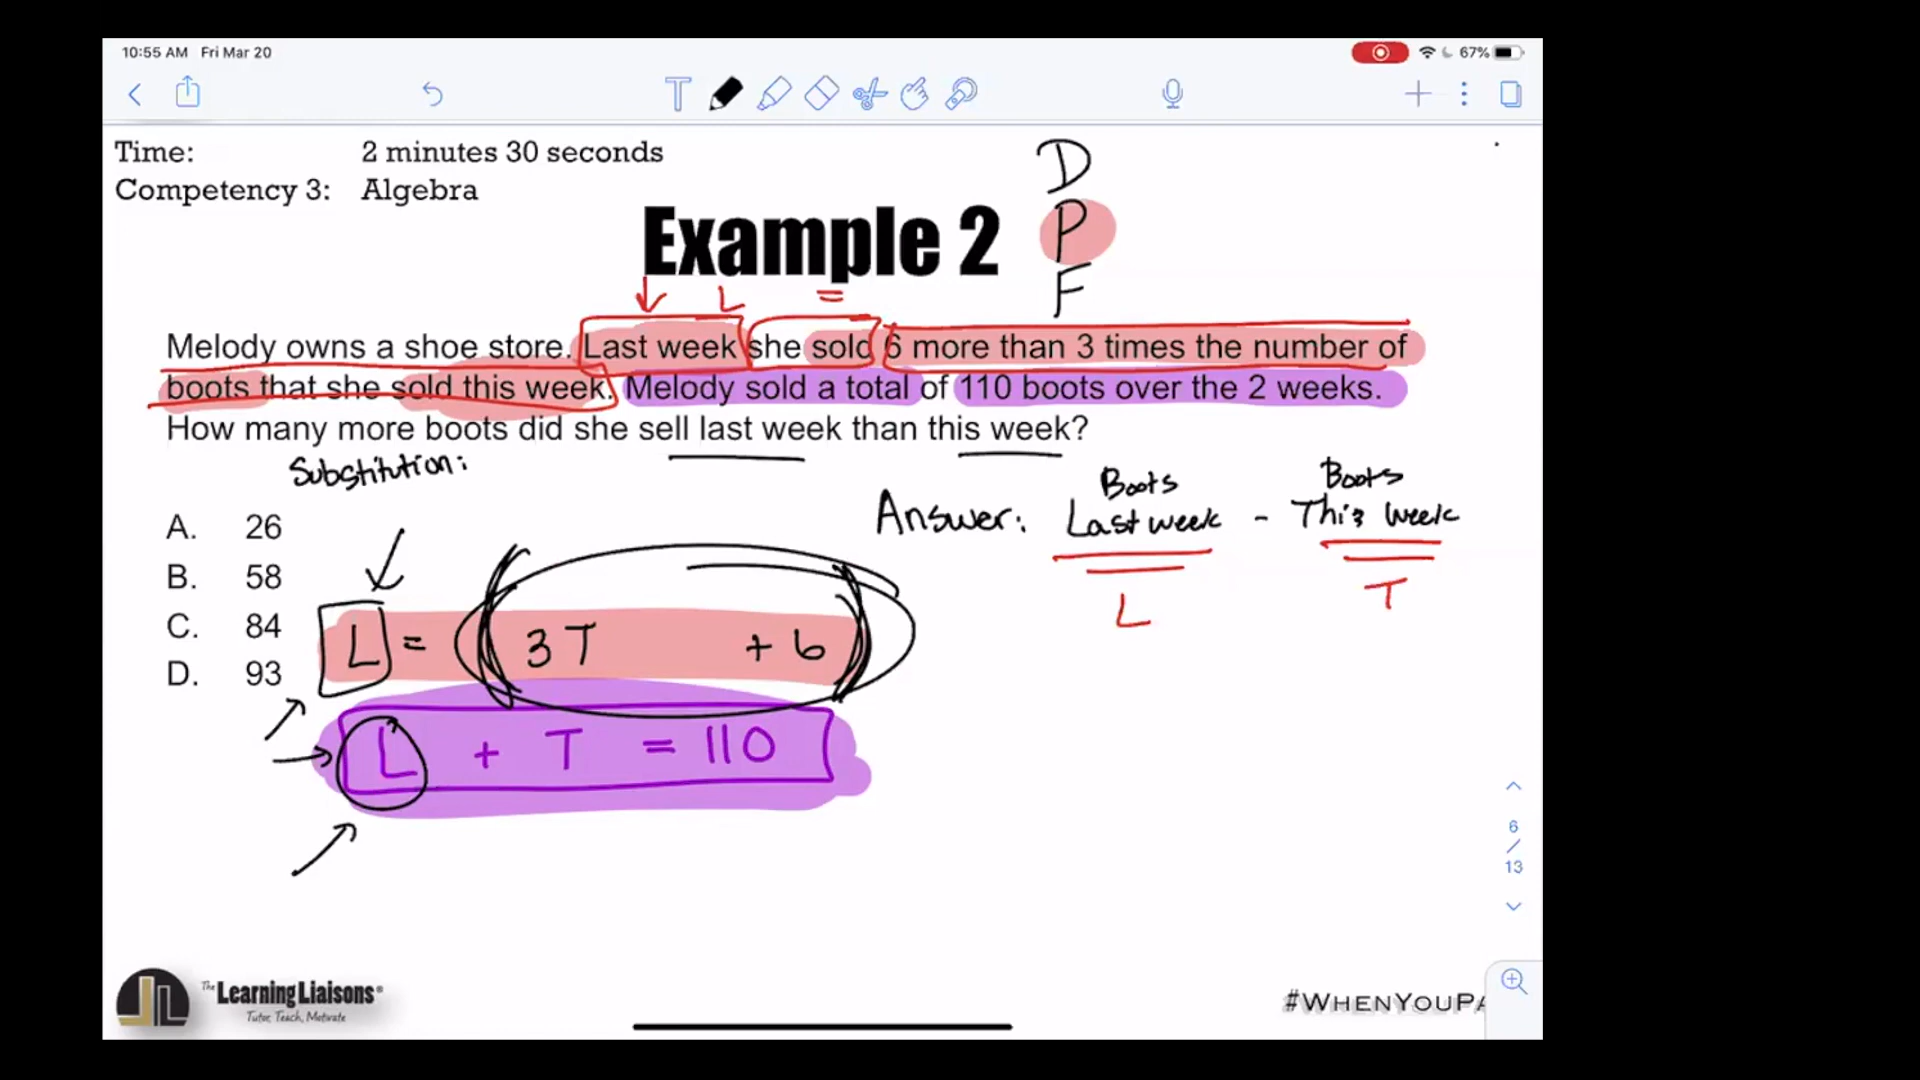 10:55 AM Fri Mar 20
67%
Time: 2 minutes 30 seconds
Competency 3: Algebra
D
P
F
Example 2
L =
Melody owns a shoe store. Last week she sold 6 more than 3 times the number of
boots that she sold this week. Melody sold a total of 110 boots over the 2 weeks.
How many more boots did she sell last week than this week?
Substitution:
Answer: Boots Last week - Boots This week
L T
A. 26
B. 58
C. 84
D. 93
L = (3T + 6)
L + T = 110
6
/
13
The Learning Liaisons®
Tutor, Teach, Motivate
#WHENYOUPA